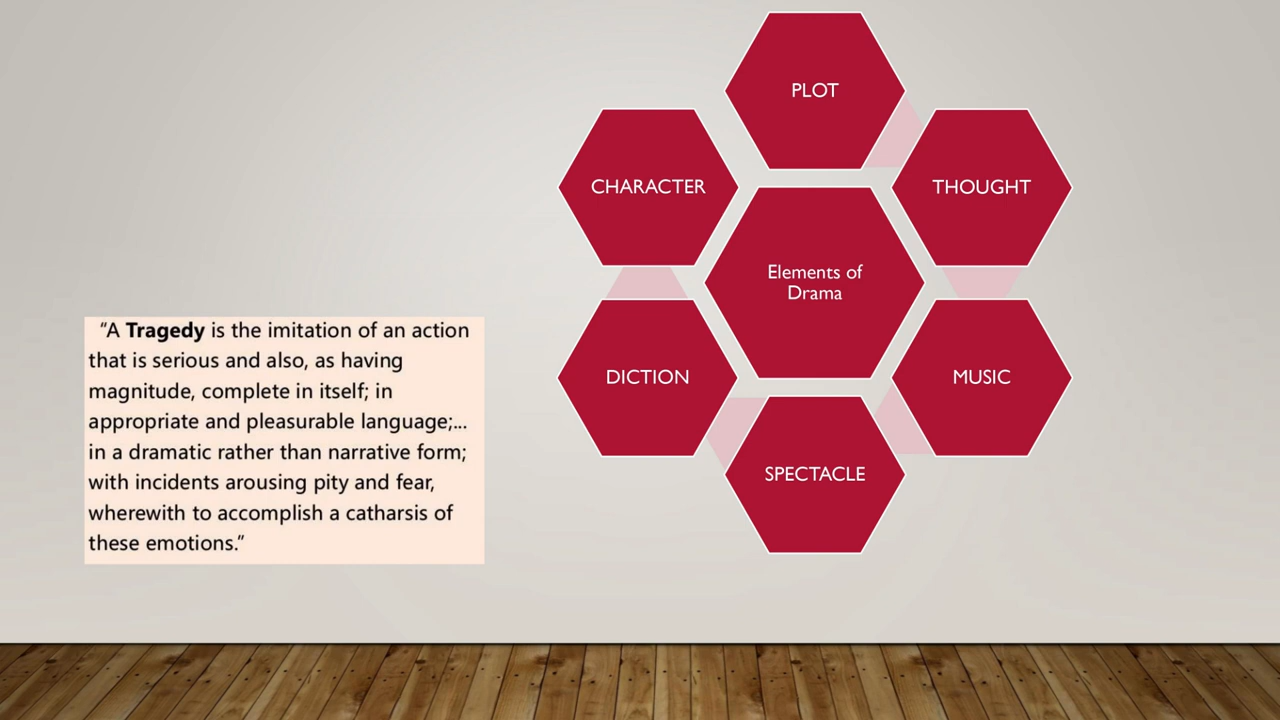 PLOT
CHARACTER
THOUGHT
Elements of
Drama
DICTION
MUSIC
SPECTACLE
“A Tragedy is the imitation of an action
that is serious and also, as having
magnitude, complete in itself; in
appropriate and pleasurable language;...
in a dramatic rather than narrative form;
with incidents arousing pity and fear,
wherewith to accomplish a catharsis of
these emotions.”